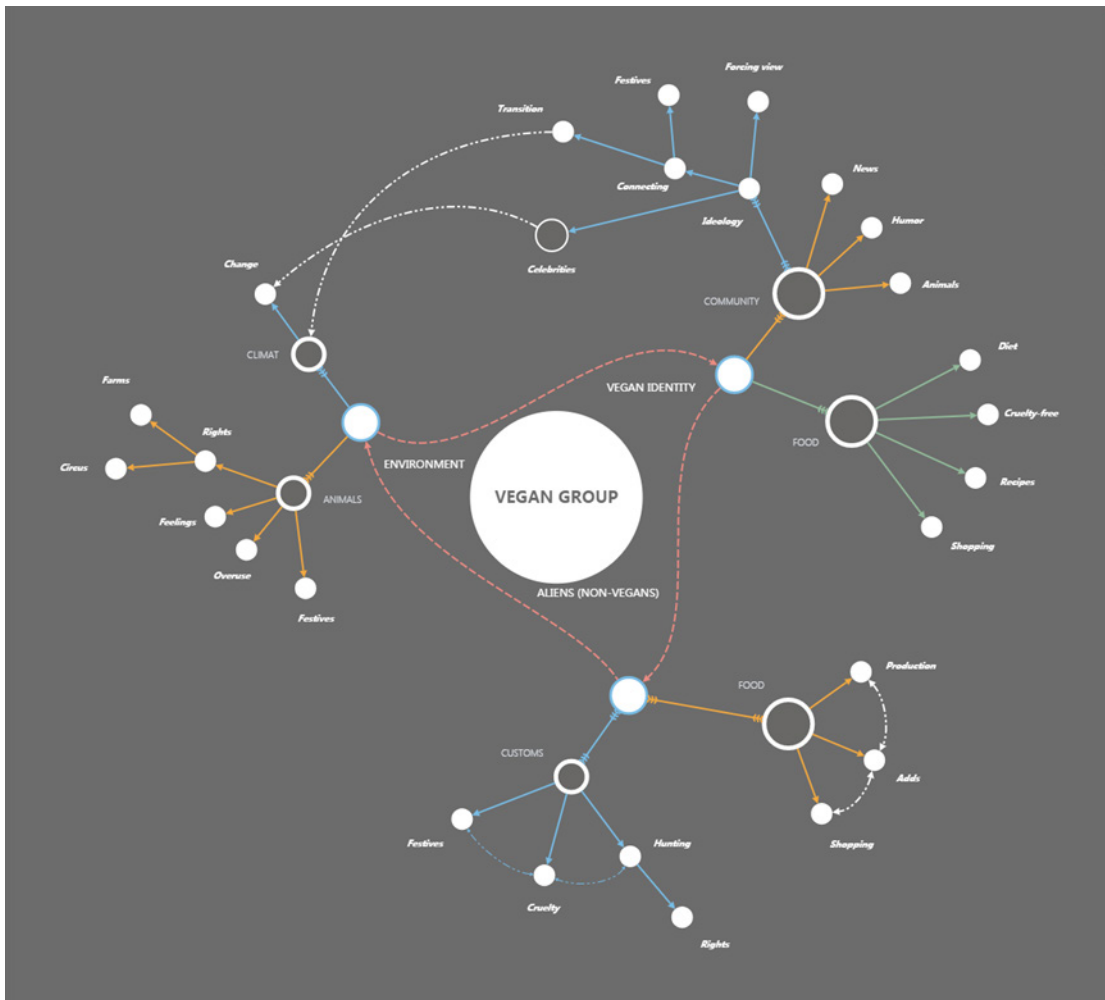 Forcing view
Festives
Transition
News
Connecting
Humor
Ideology
Change
Celebrities
Animals
COMMUNITY
CLIMAT
Diet
Farms
VEGAN IDENTITY
Cruelty-free
Rights
FOOD
ENVIRONMENT
Circus
VEGAN GROUP
ANIMALS
Recipes
Feelings
Shopping
Overuse
ALIENS (NON-VEGANS)
Festives
Production
FOOD
CUSTOMS
Adds
Festives
Hunting
Shopping
Cruelty
Rights